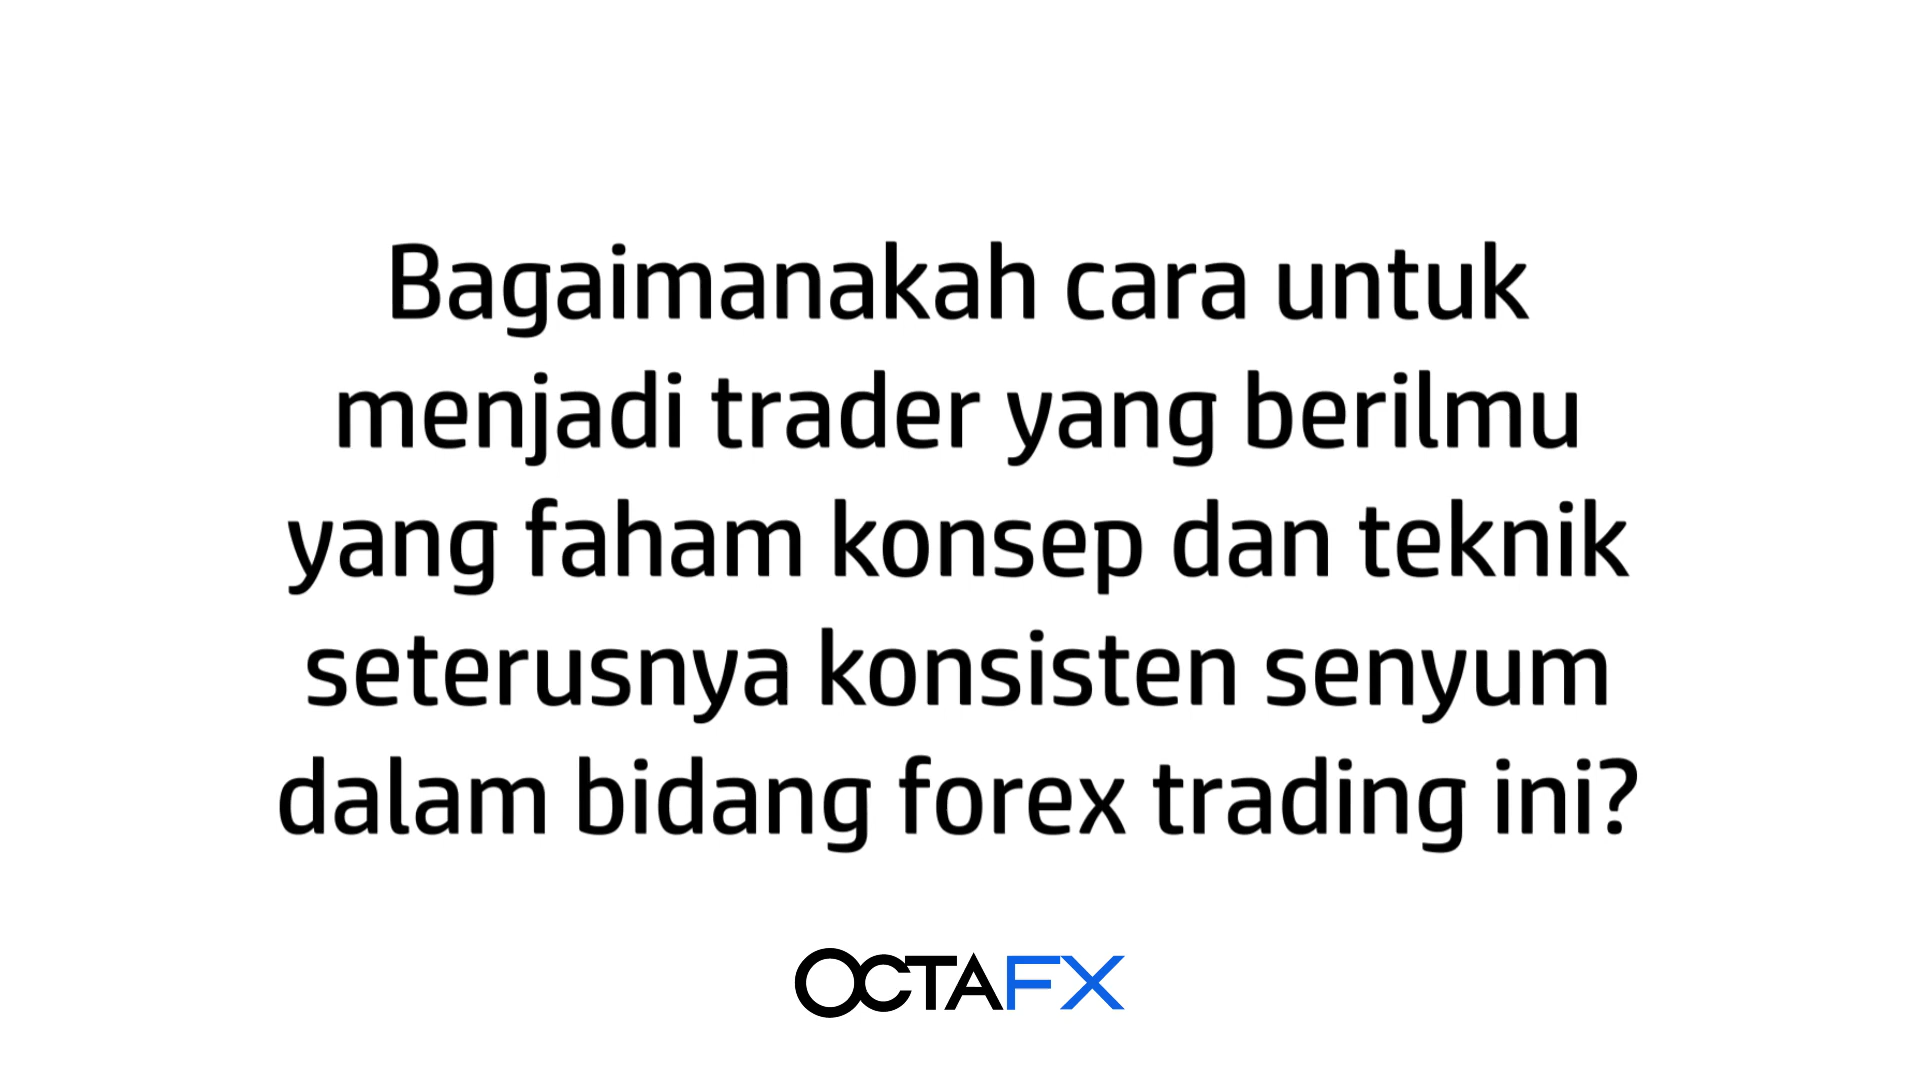 Bagaimanakah cara untuk
menjadi trader yang berilmu
yang faham konsep dan teknik
seterusnya konsisten senyum
dalam bidang forex trading ini?
OCTAFX